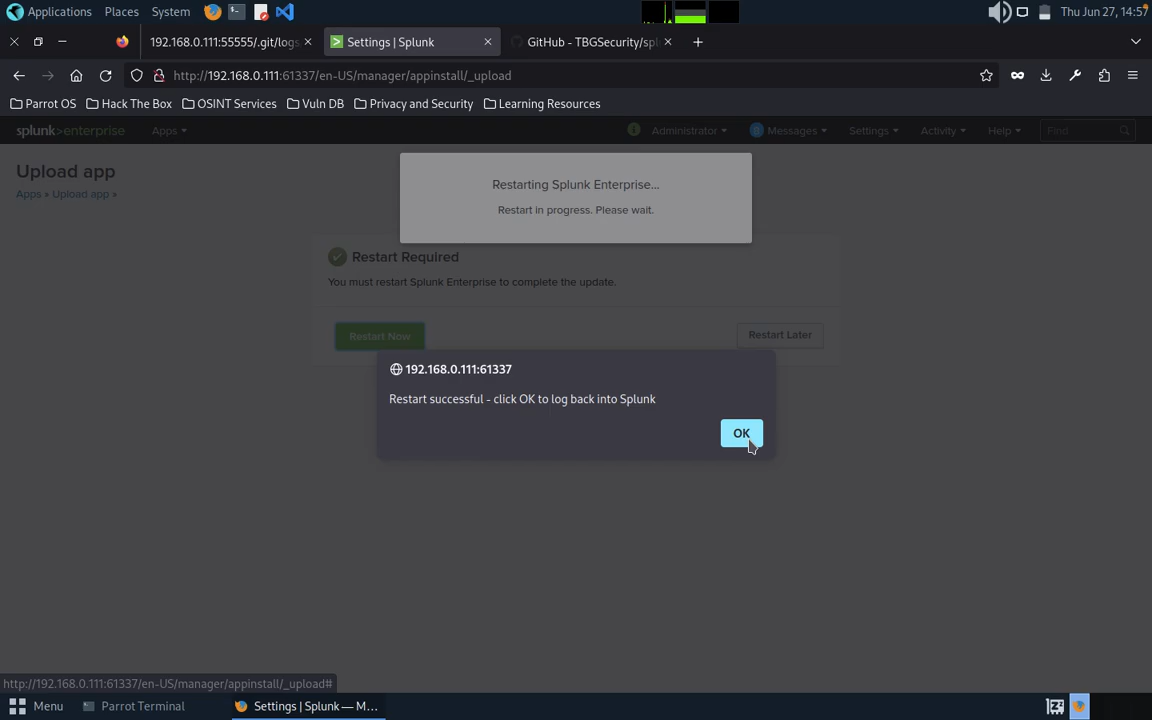 Applications Places System Thu Jun 27, 14:57
192.168.0.111:55555/.git/logs Settings | Splunk GitHub - TBGSecurity/spl
http://192.168.0.111:61337/en-US/manager/appinstall/_upload
Parrot OS Hack The Box OSINT Services Vuln DB Privacy and Security Learning Resources
splunk>enterprise Apps i Administrator Messages Settings Activity Help Find
Upload app
Apps » Upload app »
Restarting Splunk Enterprise...
Restart in progress. Please wait.
Restart Required
You must restart Splunk Enterprise to complete the update.
Restart Now Restart Later
192.168.0.111:61337
Restart successful - click OK to log back into Splunk
OK
http://192.168.0.111:61337/en-US/manager/appinstall/_upload#
Menu Parrot Terminal Settings | Splunk — M...